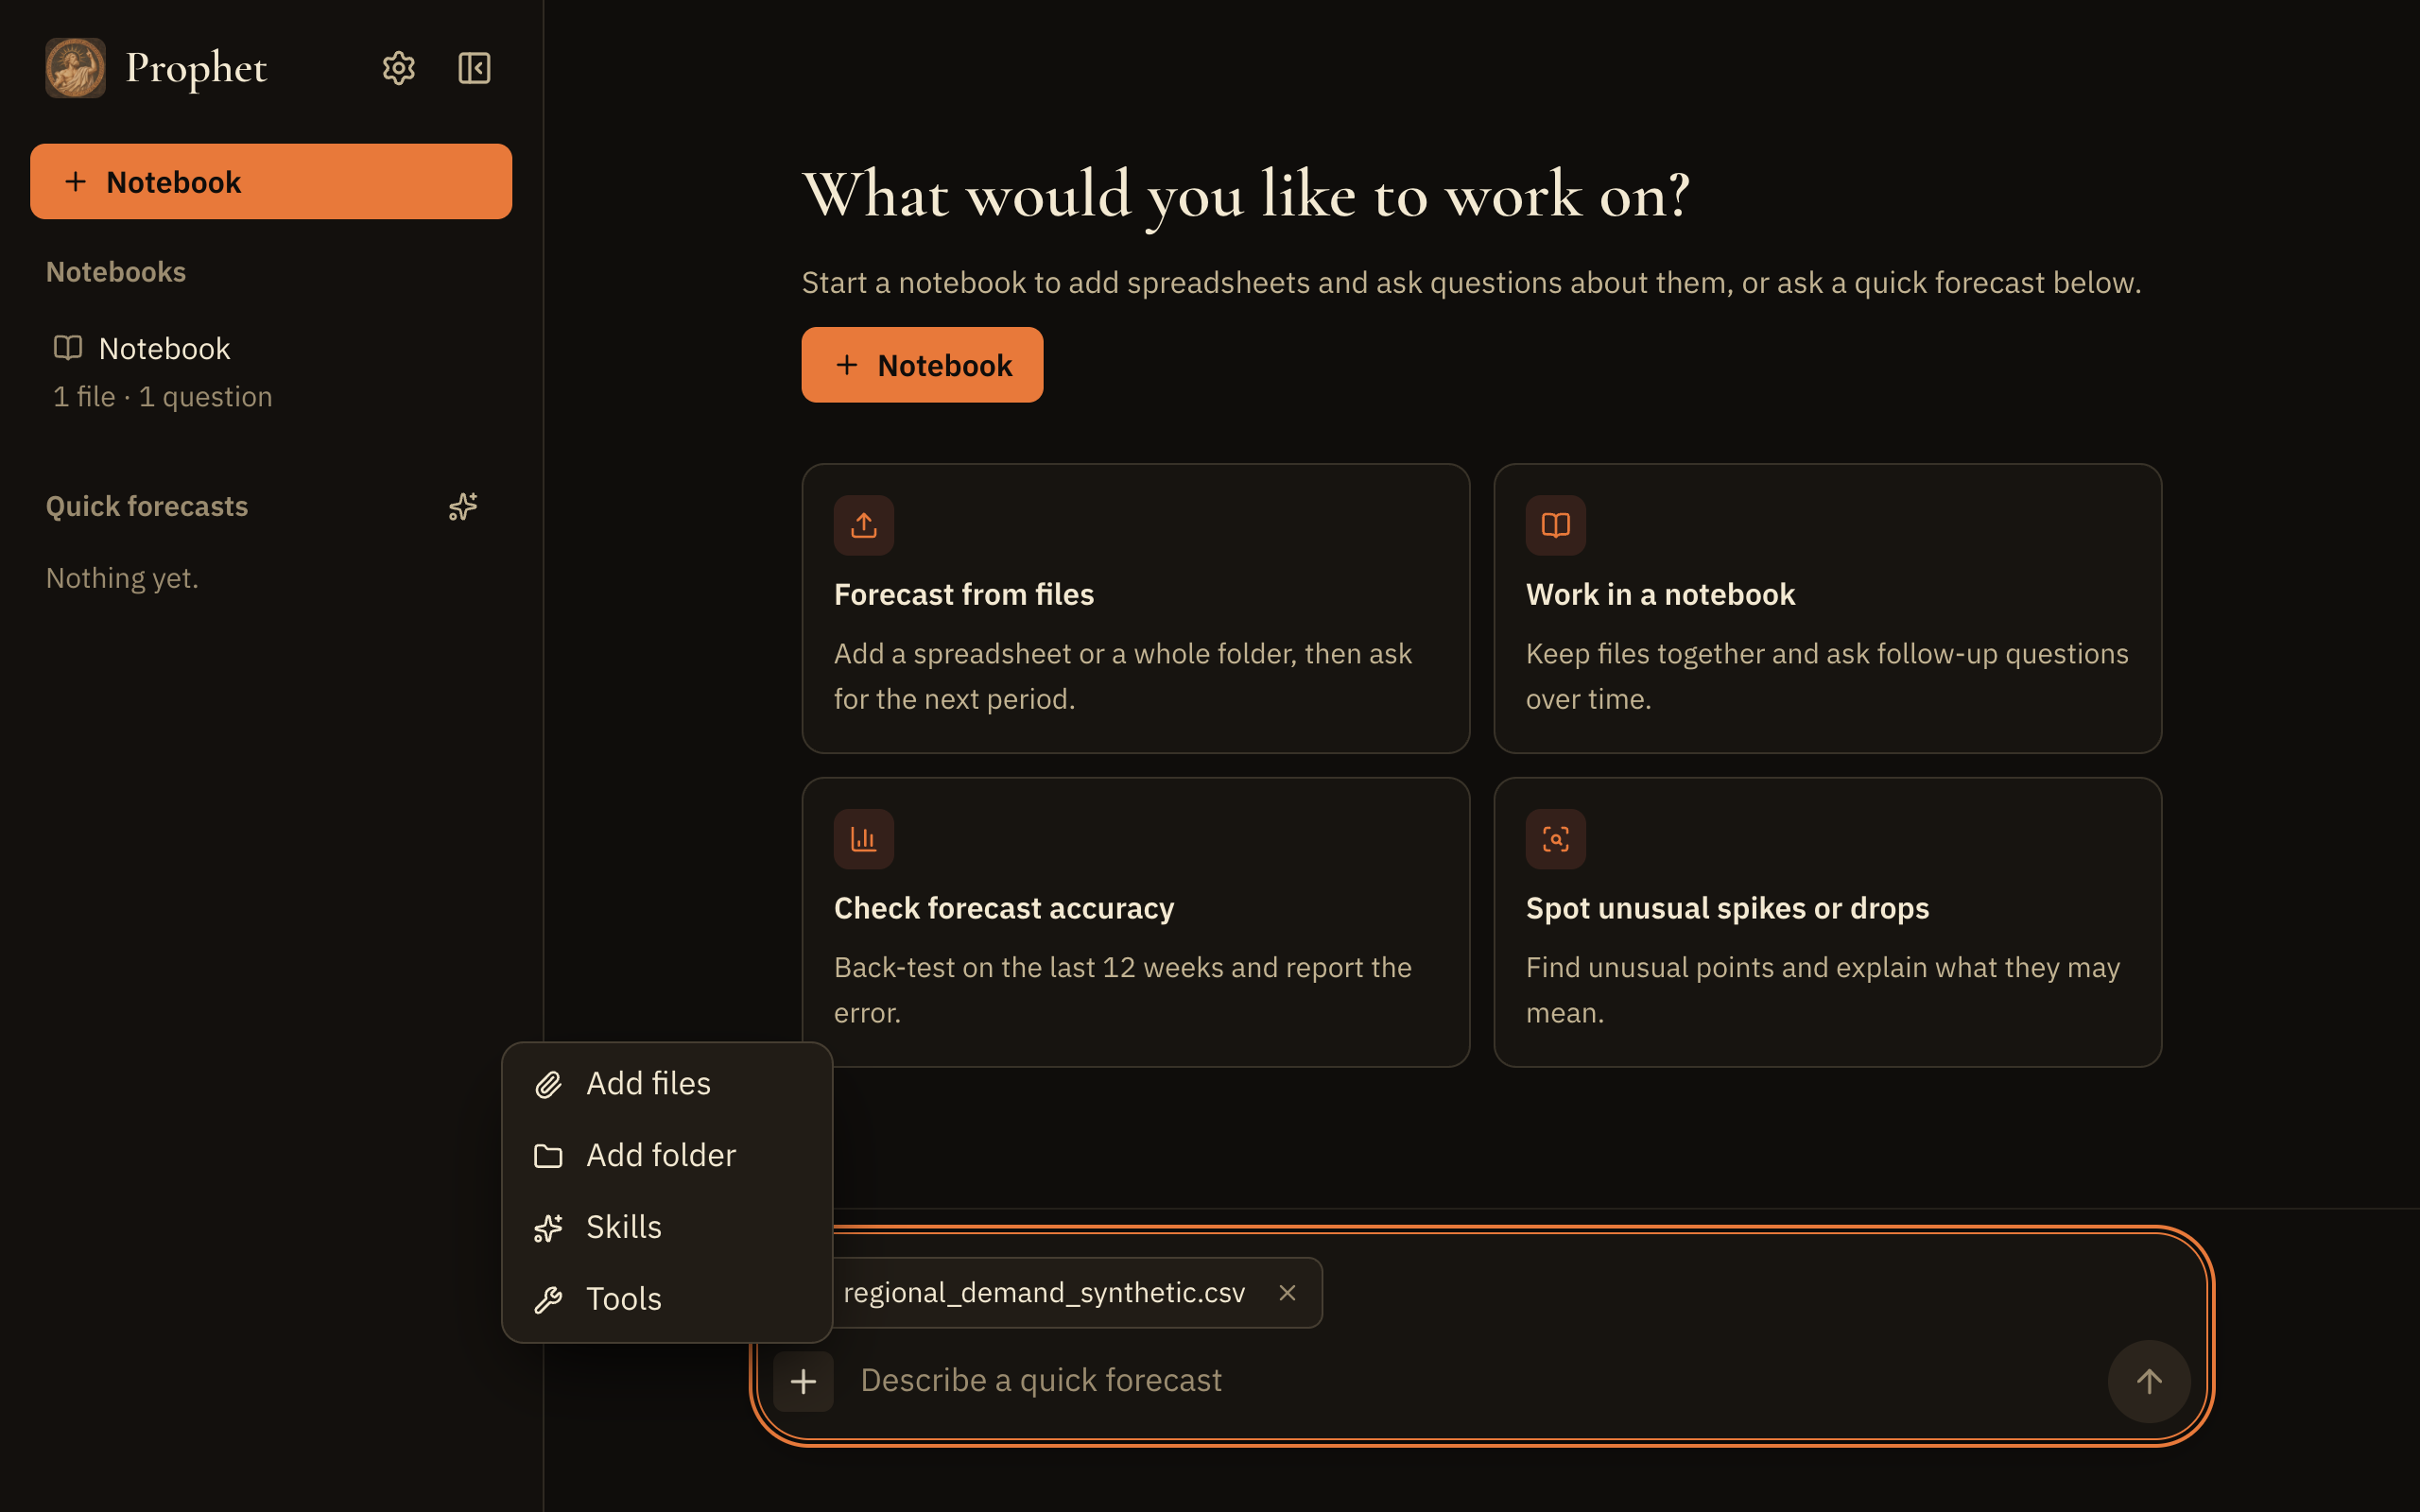 Prophet
Notebook
Notebooks
Notebook
1 file · 1 question
Quick forecasts
Nothing yet.
What would you like to work on?
Start a notebook to add spreadsheets and ask questions about them, or ask a quick forecast below.
Notebook
Forecast from files
Add a spreadsheet or a whole folder, then ask
for the next period.
Work in a notebook
Keep files together and ask follow-up questions
over time.
Check forecast accuracy
Back-test on the last 12 weeks and report the
error.
Spot unusual spikes or drops
Find unusual points and explain what they may
mean.
Add files
Add folder
Skills
Tools
regional_demand_synthetic.csv
Describe a quick forecast